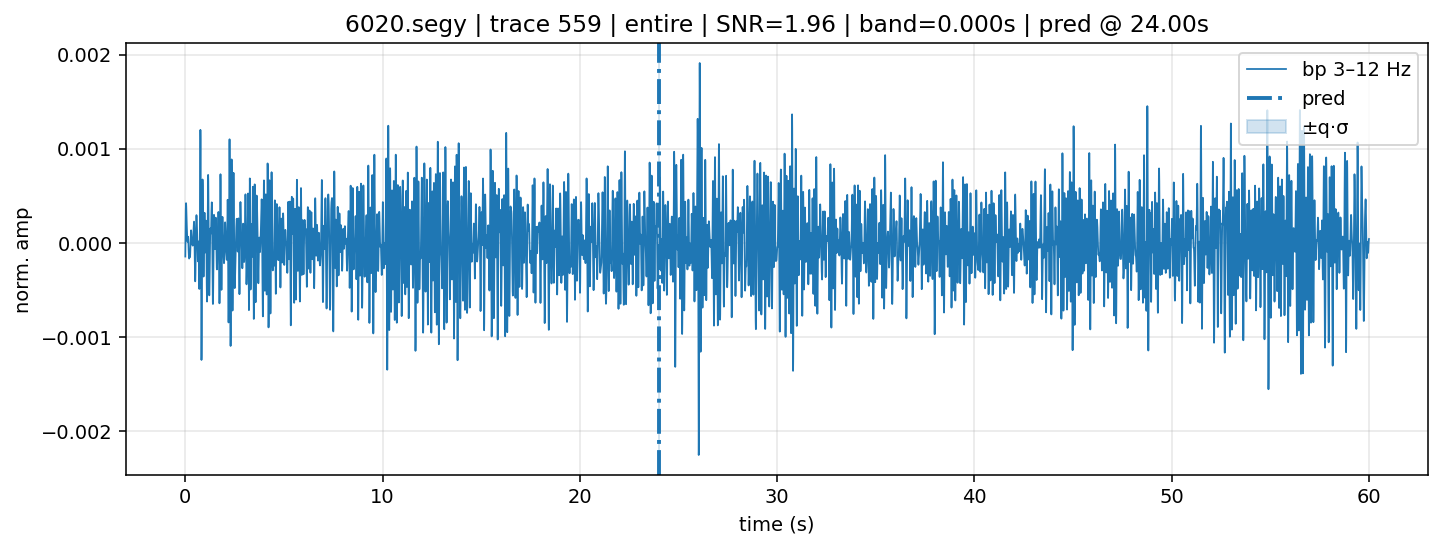 6020.segy | trace 559 | entire | SNR=1.96 | band=0.000s | pred @ 24.00s
norm. amp
0.002
0.001
0.000
−0.001
−0.002
bp 3–12 Hz
pred
±q·σ
0 10 20 30 40 50 60
time (s)